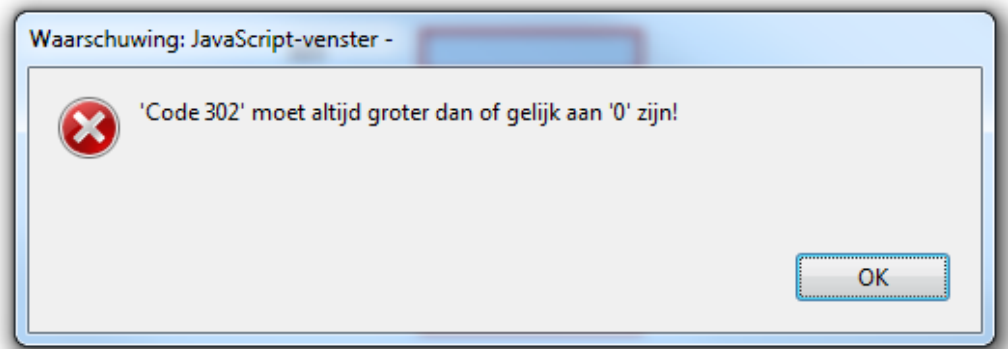 Waarschuwing: JavaScript-venster -
'Code 302' moet altijd groter dan of gelijk aan '0' zijn!
OK